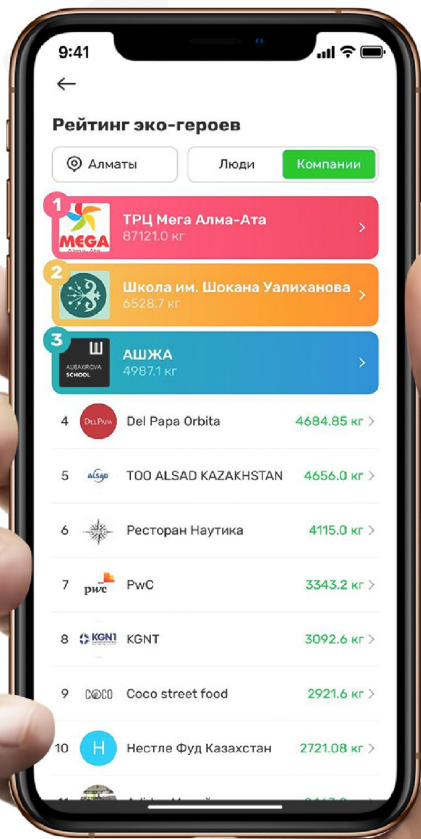 9:41
Рейтинг эко-героев
Алматы
Люди
Компании
1
MEGA
Алма-Ата
ТРЦ Мега Алма-Ата
87121.0 кг
2
Школа им. Шокана Уалиханова
6528.7 кг
3
Ш
SCHOOL
АШЖА
4987.1 кг
4 DELPAPA Del Papa Orbita 4684.85 кг
5 ALSAD ТОО ALSAD KAZAKHSTAN 4656.0 кг
6 Ресторан Наутика 4115.0 кг
7 pwc PwC 3343.2 кг
8 KGNT KGNT 3092.6 кг
9 COCO Coco street food 2921.6 кг
10 Н Нестле Фуд Казахстан 2721.08 кг